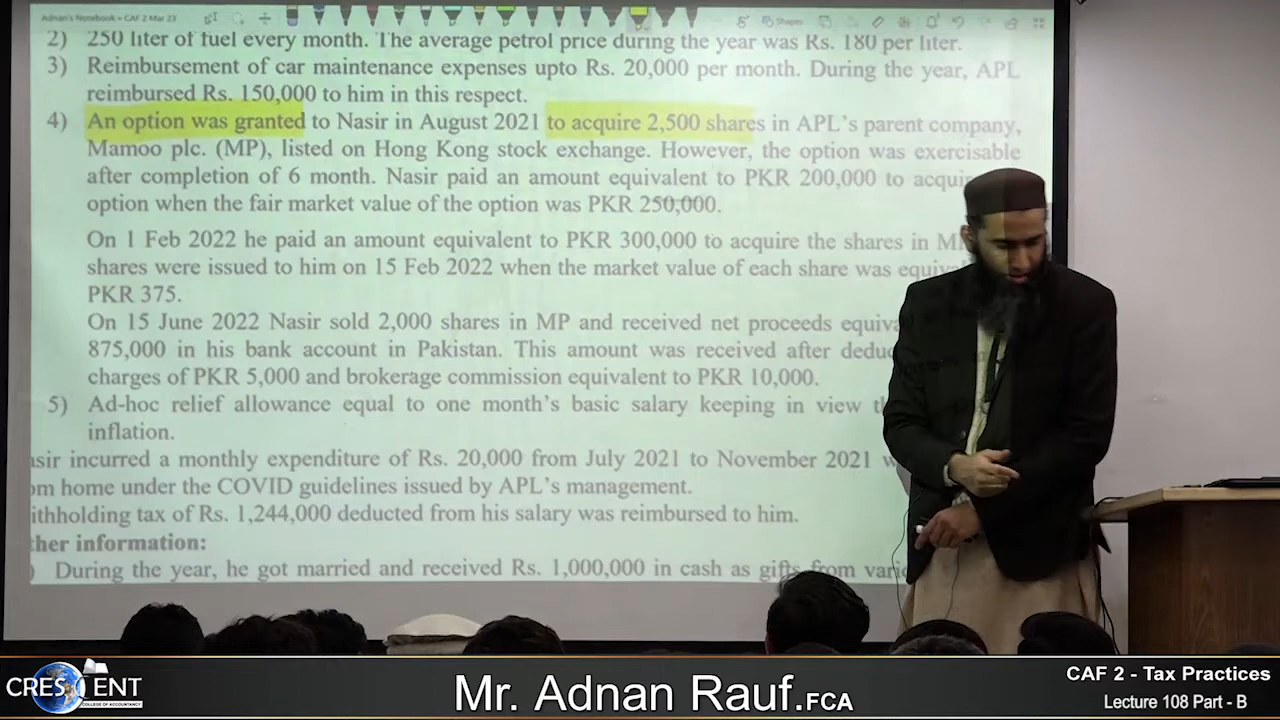 Adnan's Notebook • CAF 2 Mar 23
Shapes
2) 250 liter of fuel every month. The average petrol price during the year was Rs. 180 per liter.
3) Reimbursement of car maintenance expenses upto Rs. 20,000 per month. During the year, APL
reimbursed Rs. 150,000 to him in this respect.
4) An option was granted to Nasir in August 2021 to acquire 2,500 shares in APL's parent company,
Mamoo plc. (MP), listed on Hong Kong stock exchange. However, the option was exercisable
after completion of 6 month. Nasir paid an amount equivalent to PKR 200,000 to
option when the fair market value of the option was PKR 250,000.
On 1 Feb 2022 he paid an amount equivalent to PKR 300,000 to acquire the shares in
shares were issued to him on 15 Feb 2022 when the market value of each share was
PKR 375.
On 15 June 2022 Nasir sold 2,000 shares in MP and received net proceeds
875,000 in his bank account in Pakistan. This amount was received after
charges of PKR 5,000 and brokerage commission equivalent to PKR 10,000.
5) Ad-hoc relief allowance equal to one month's basic salary keeping in view
inflation.
asir incurred a monthly expenditure of Rs. 20,000 from July 2021 to November 2021
om home under the COVID guidelines issued by APL's management.
ithholding tax of Rs. 1,244,000 deducted from his salary was reimbursed to him.
ther information:
) During the year, he got married and received Rs. 1,000,000 in cash as gifts from
CRESCENT
COLLEGE OF ACCOUNTANCY
Mr. Adnan Rauf.FCA
CAF 2 - Tax Practices
Lecture 108 Part - B